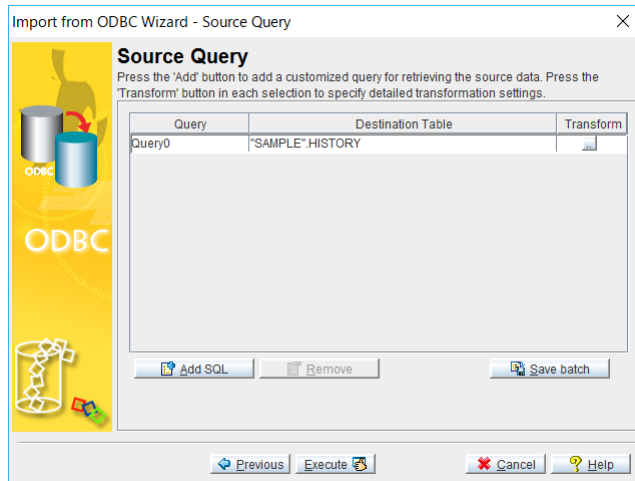 Import from ODBC Wizard - Source Query
Source Query
Press the 'Add' button to add a customized query for retrieving the source data. Press the
'Transform' button in each selection to specify detailed transformation settings.
Query Destination Table Transform
Query0 "SAMPLE".HISTORY ...
ODBC
ODBC
Add SQL Remove Save batch
Previous Execute Cancel Help